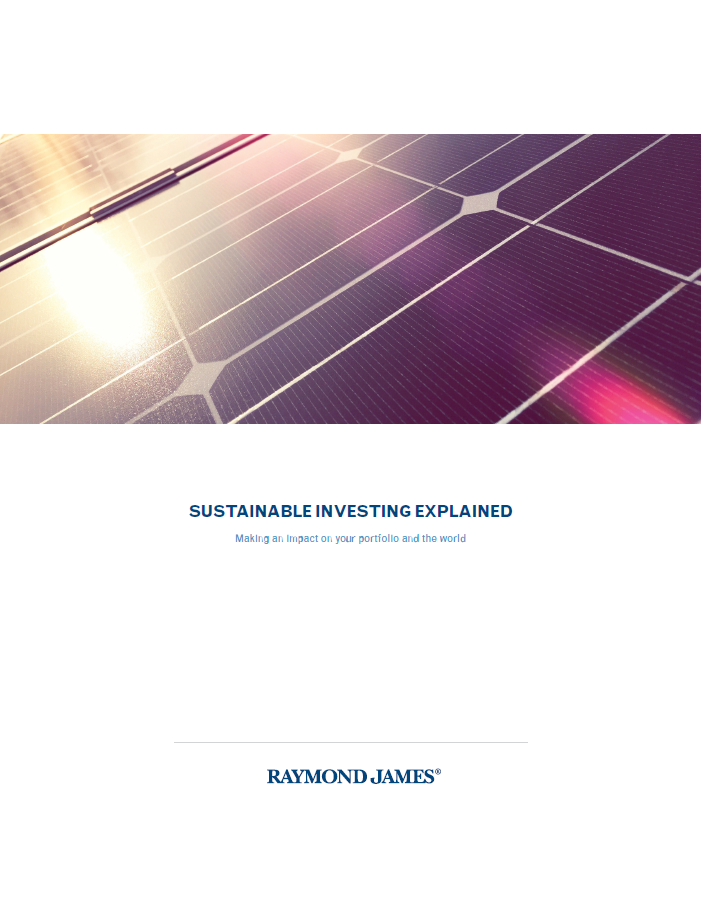 SUSTAINABLE INVESTING EXPLAINED
Making an impact on your portfolio and the world
RAYMOND JAMES®